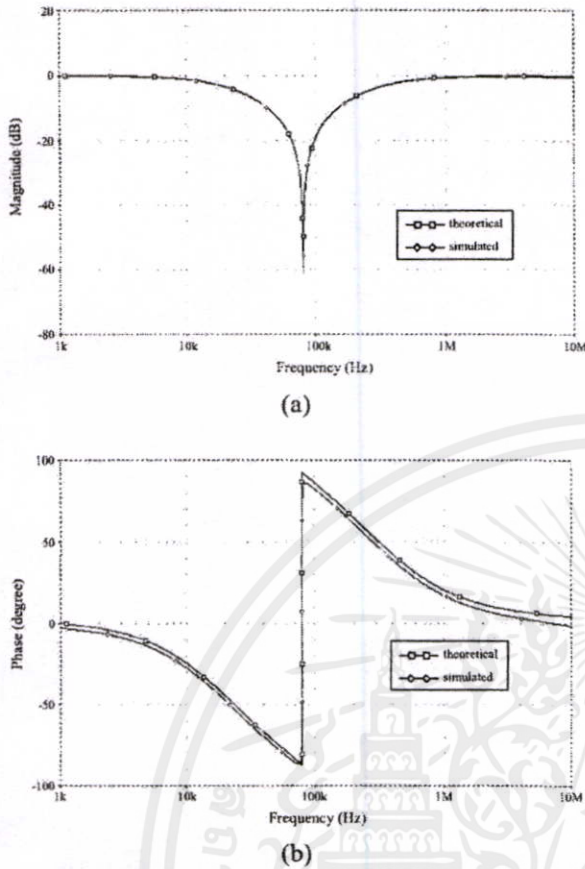 20
0
-20
-40
-60
-80
Magnitude (dB)
theoretical
simulated
1k 10k 100k 1M 10M
Frequency (Hz)
(a)
100
50
0
-50
-100
Phase (degree)
theoretical
simulated
1k 10k 100k 1M 10M
Frequency (Hz)
(b)